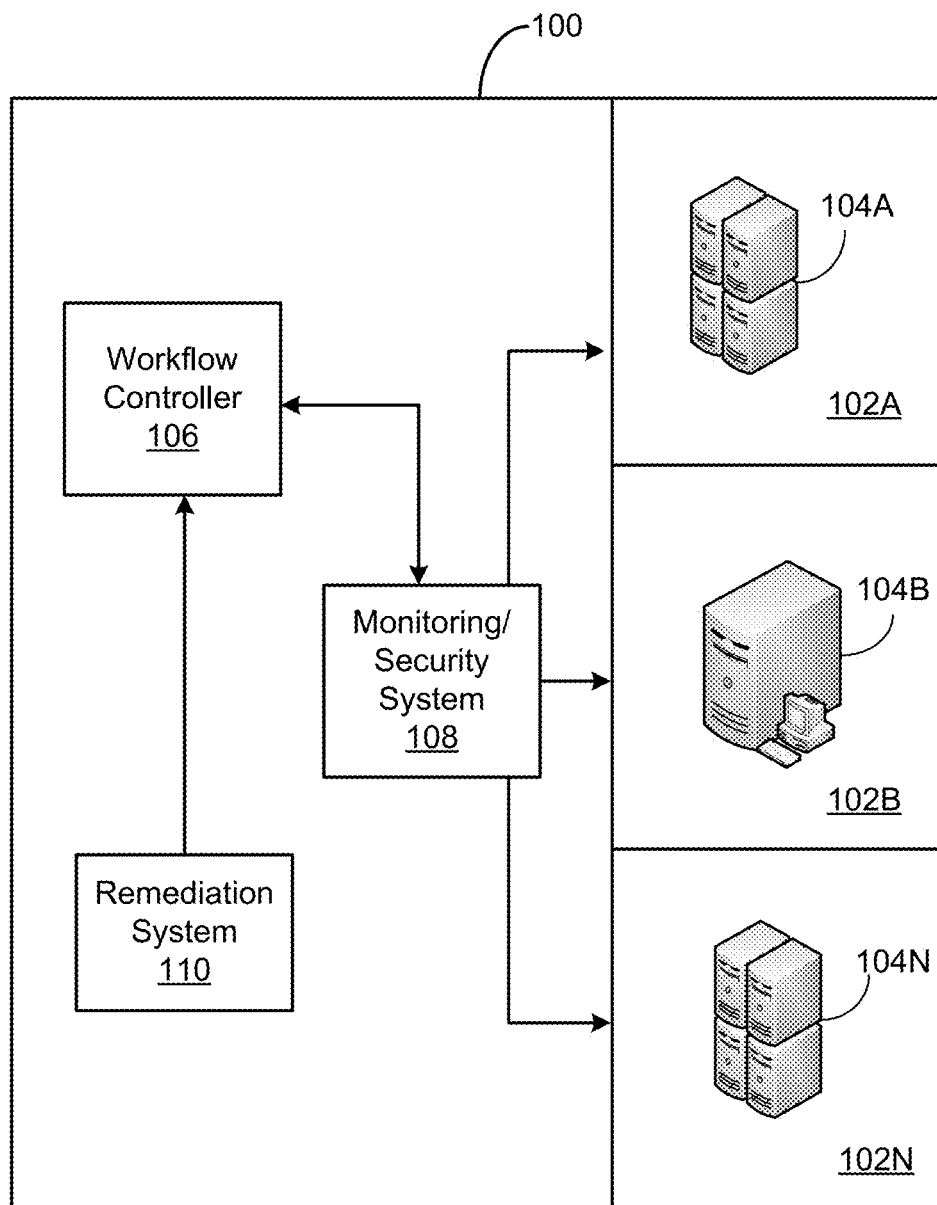 100
104A
102A
Workflow
Controller
106
Monitoring/
Security
System
108
104B
102B
Remediation
System
110
104N
102N